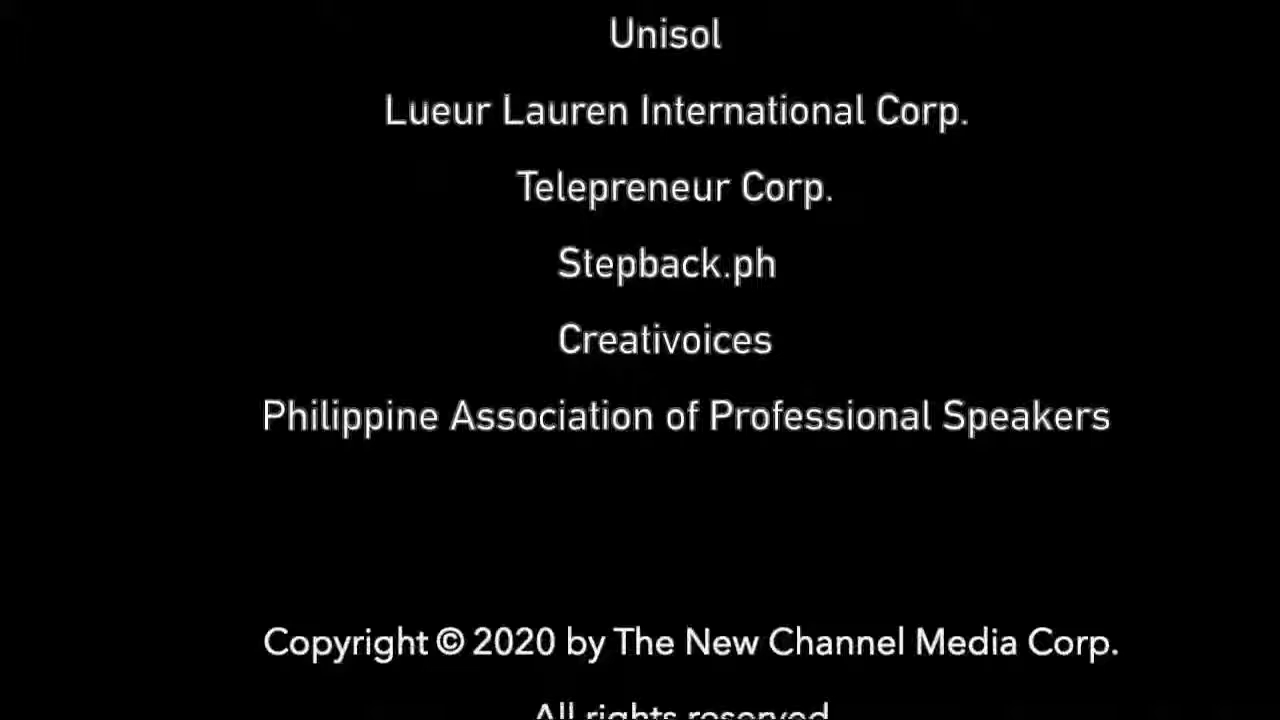 Unisol
Lueur Lauren International Corp.
Telepreneur Corp.
Stepback.ph
Creativoices
Philippine Association of Professional Speakers
Copyright © 2020 by The New Channel Media Corp.
All rights reserved